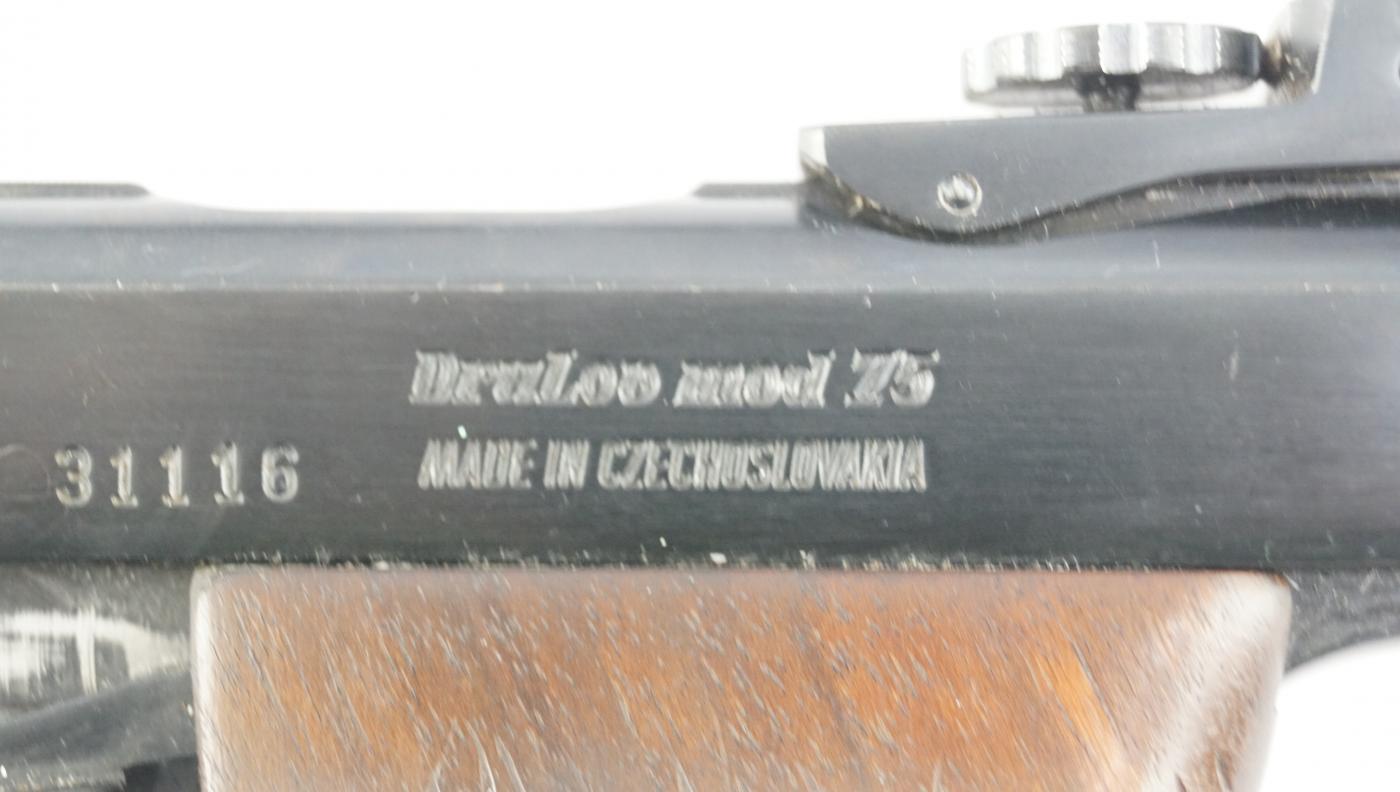 DruLov mod 75
31116 MADE IN CZECHOSLOVAKIA